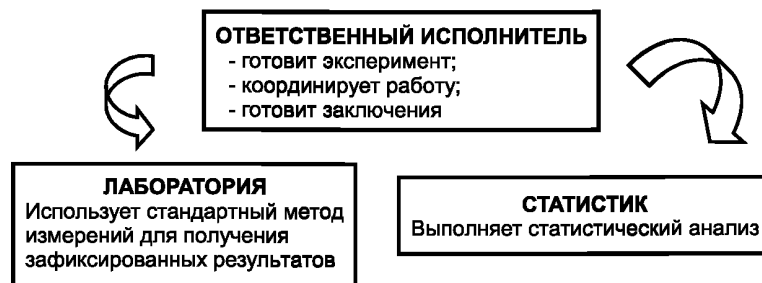 ОТВЕТСТВЕННЫЙ ИСПОЛНИТЕЛЬ
- готовит эксперимент;
- координирует работу;
- готовит заключения
ЛАБОРАТОРИЯ
Использует стандартный метод
измерений для получения
зафиксированных результатов
СТАТИСТИК
Выполняет статистический анализ